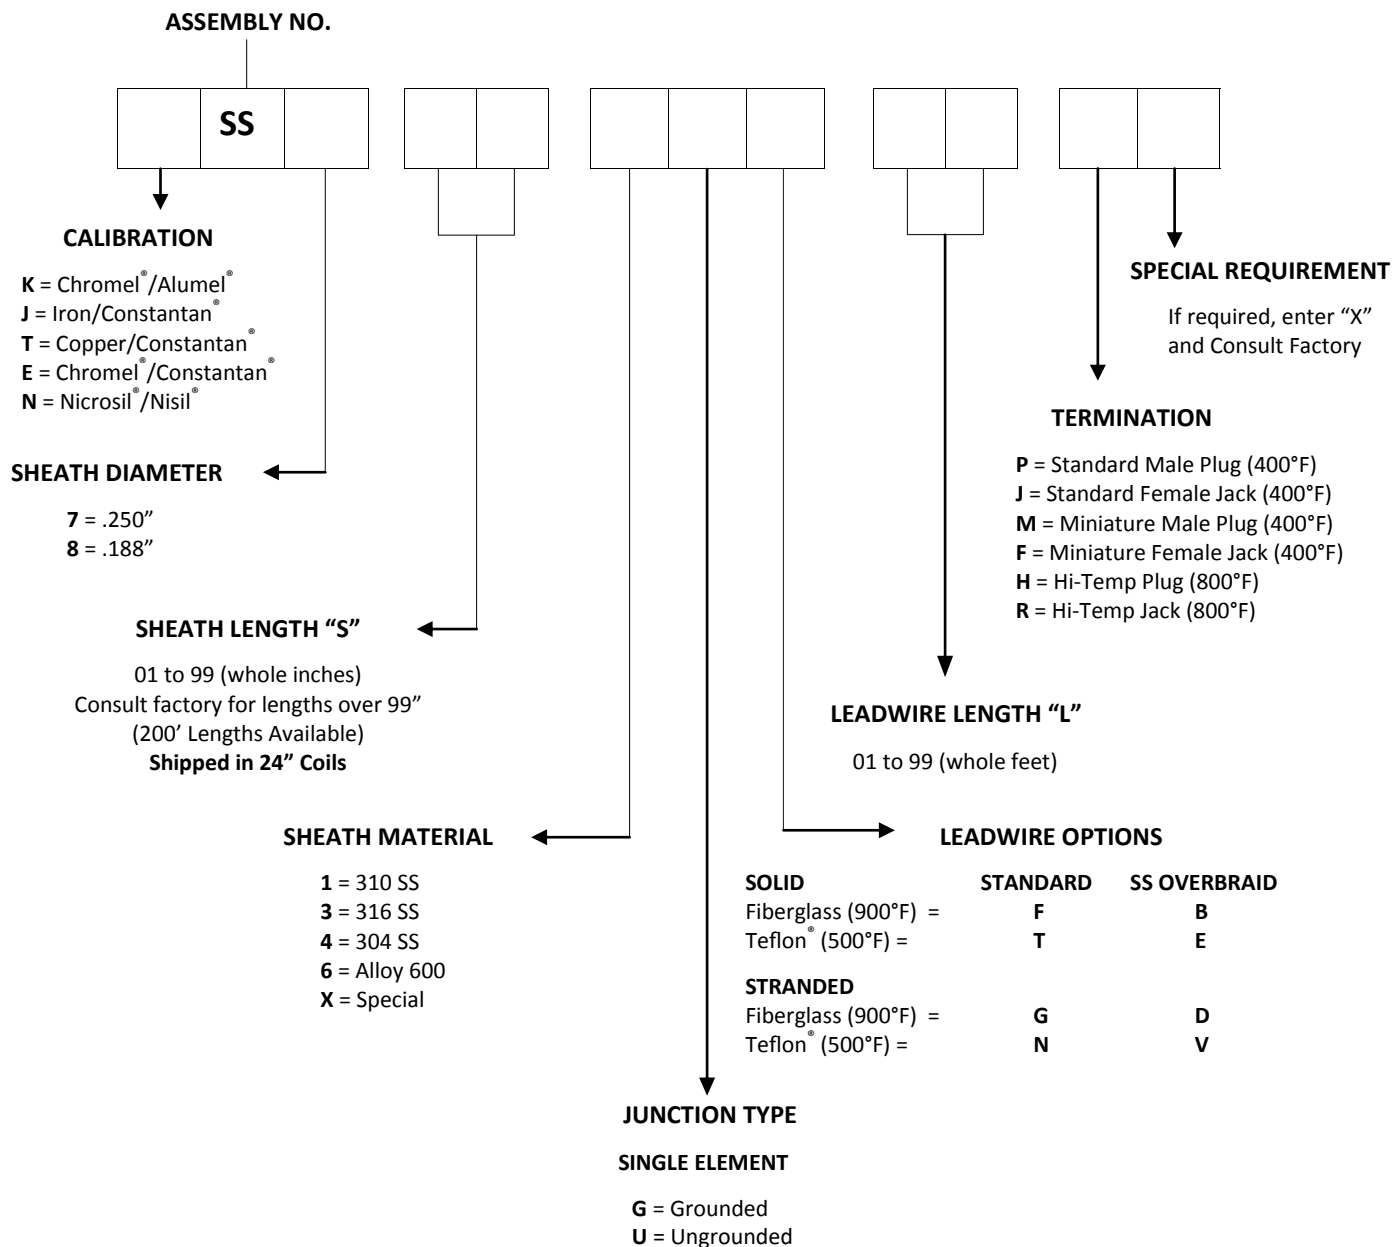 ASSEMBLY NO.
SS
CALIBRATION
K = Chromel®/Alumel®
J = Iron/Constantan®
T = Copper/Constantan®
E = Chromel®/Constantan®
N = Nicrosil®/Nisil®
SHEATH DIAMETER
7 = .250”
8 = .188”
SHEATH LENGTH “S”
01 to 99 (whole inches)
Consult factory for lengths over 99”
(200’ Lengths Available)
Shipped in 24” Coils
SHEATH MATERIAL
1 = 310 SS
3 = 316 SS
4 = 304 SS
6 = Alloy 600
X = Special
JUNCTION TYPE
SINGLE ELEMENT
G = Grounded
U = Ungrounded
LEADWIRE OPTIONS
SOLID STANDARD SS OVERBRAID
Fiberglass (900°F) = F B
Teflon® (500°F) = T E
STRANDED
Fiberglass (900°F) = G D
Teflon® (500°F) = N V
LEADWIRE LENGTH “L”
01 to 99 (whole feet)
TERMINATION
P = Standard Male Plug (400°F)
J = Standard Female Jack (400°F)
M = Miniature Male Plug (400°F)
F = Miniature Female Jack (400°F)
H = Hi-Temp Plug (800°F)
R = Hi-Temp Jack (800°F)
SPECIAL REQUIREMENT
If required, enter “X”
and Consult Factory